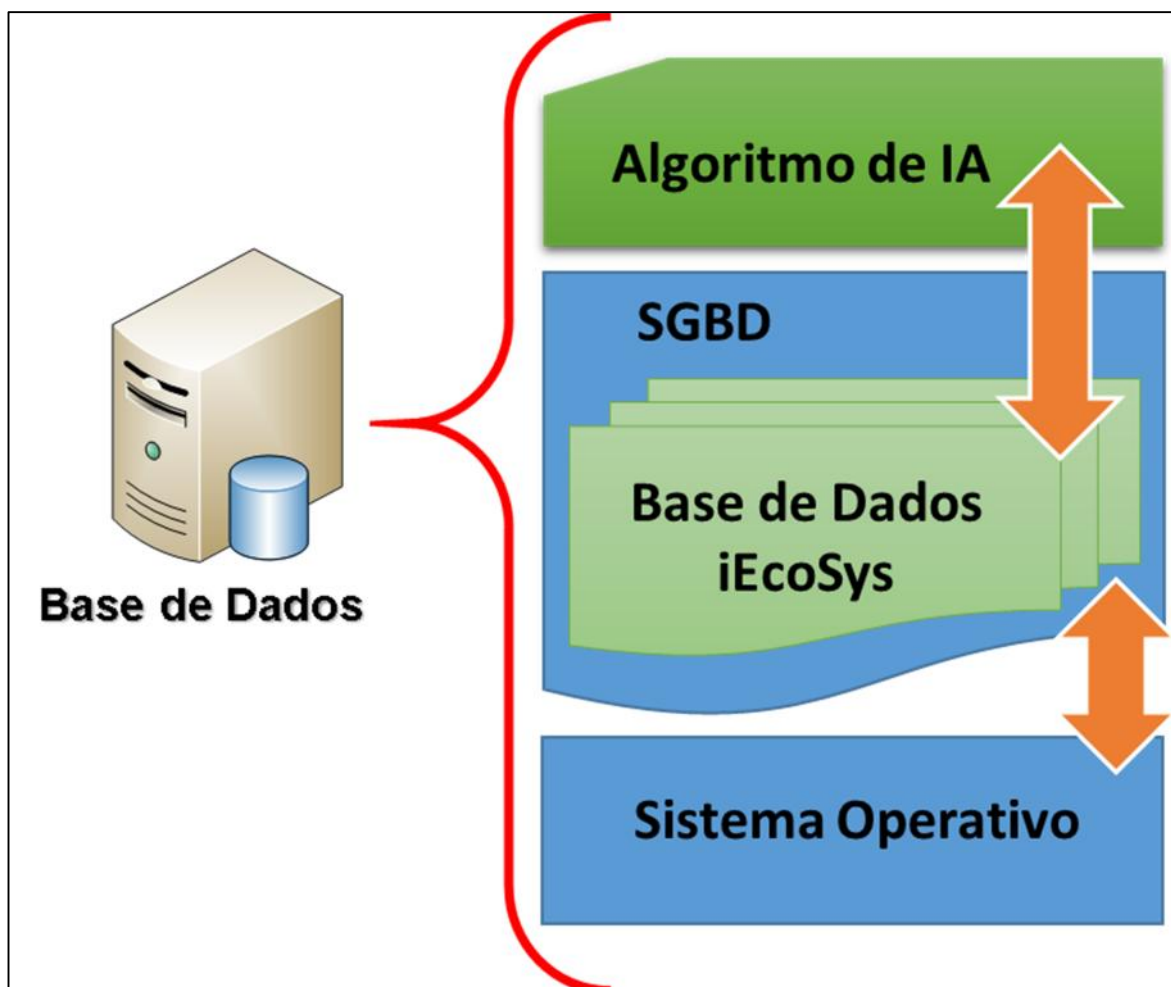 Base de Dados
Algoritmo de IA
SGBD
Base de Dados
iEcoSys
Sistema Operativo